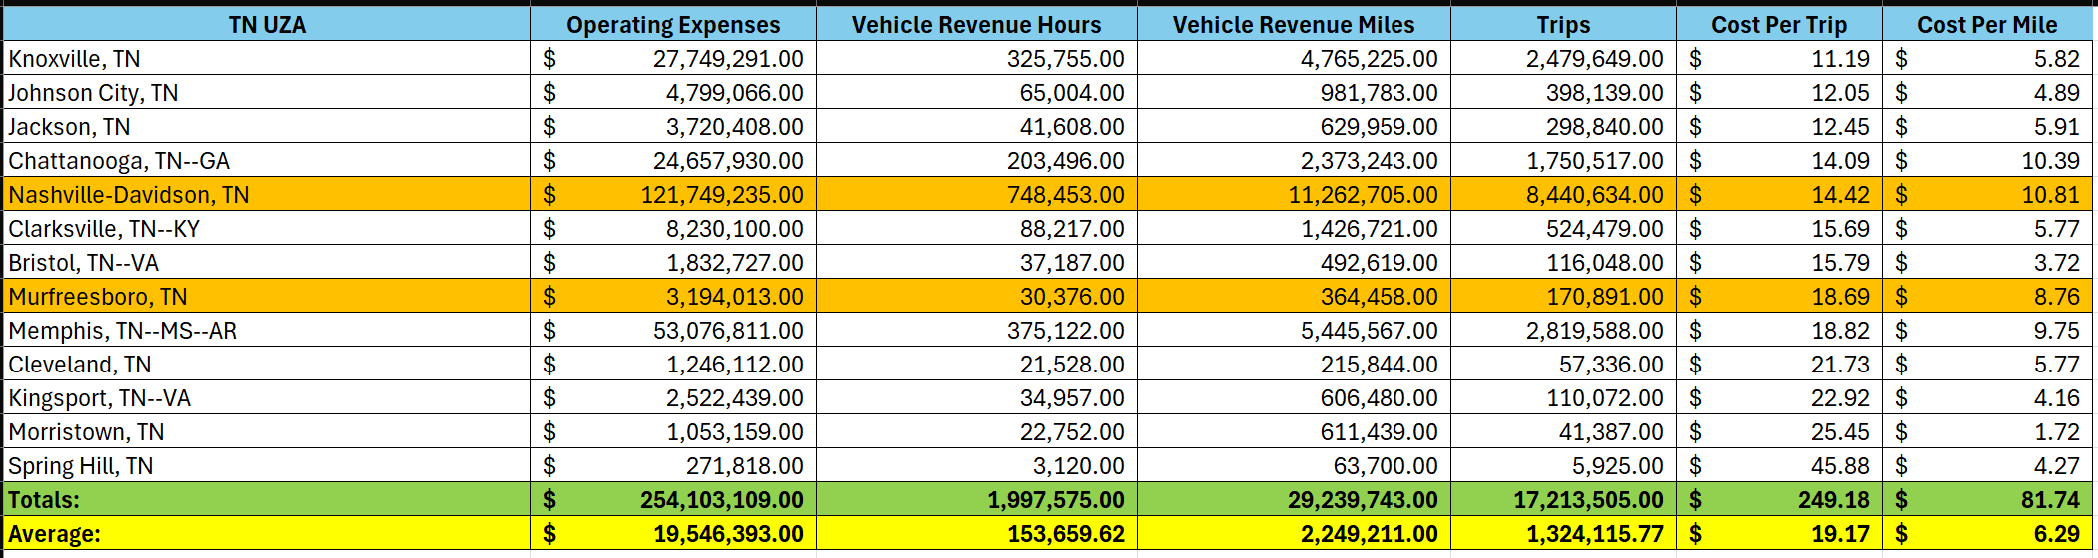 TN UZA Operating Expenses Vehicle Revenue Hours Vehicle Revenue Miles Trips Cost Per Trip Cost Per Mile
Knoxville, TN $ 27,749,291.00 325,755.00 4,765,225.00 2,479,649.00 $ 11.19 $ 5.82
Johnson City, TN $ 4,799,066.00 65,004.00 981,783.00 398,139.00 $ 12.05 $ 4.89
Jackson, TN $ 3,720,408.00 41,608.00 629,959.00 298,840.00 $ 12.45 $ 5.91
Chattanooga, TN--GA $ 24,657,930.00 203,496.00 2,373,243.00 1,750,517.00 $ 14.09 $ 10.39
Nashville-Davidson, TN $ 121,749,235.00 748,453.00 11,262,705.00 8,440,634.00 $ 14.42 $ 10.81
Clarksville, TN--KY $ 8,230,100.00 88,217.00 1,426,721.00 524,479.00 $ 15.69 $ 5.77
Bristol, TN--VA $ 1,832,727.00 37,187.00 492,619.00 116,048.00 $ 15.79 $ 3.72
Murfreesboro, TN $ 3,194,013.00 30,376.00 364,458.00 170,891.00 $ 18.69 $ 8.76
Memphis, TN--MS--AR $ 53,076,811.00 375,122.00 5,445,567.00 2,819,588.00 $ 18.82 $ 9.75
Cleveland, TN $ 1,246,112.00 21,528.00 215,844.00 57,336.00 $ 21.73 $ 5.77
Kingsport, TN--VA $ 2,522,439.00 34,957.00 606,480.00 110,072.00 $ 22.92 $ 4.16
Morristown, TN $ 1,053,159.00 22,752.00 611,439.00 41,387.00 $ 25.45 $ 1.72
Spring Hill, TN $ 271,818.00 3,120.00 63,700.00 5,925.00 $ 45.88 $ 4.27
Totals: $ 254,103,109.00 1,997,575.00 29,239,743.00 17,213,505.00 $ 249.18 $ 81.74
Average: $ 19,546,393.00 153,659.62 2,249,211.00 1,324,115.77 $ 19.17 $ 6.29